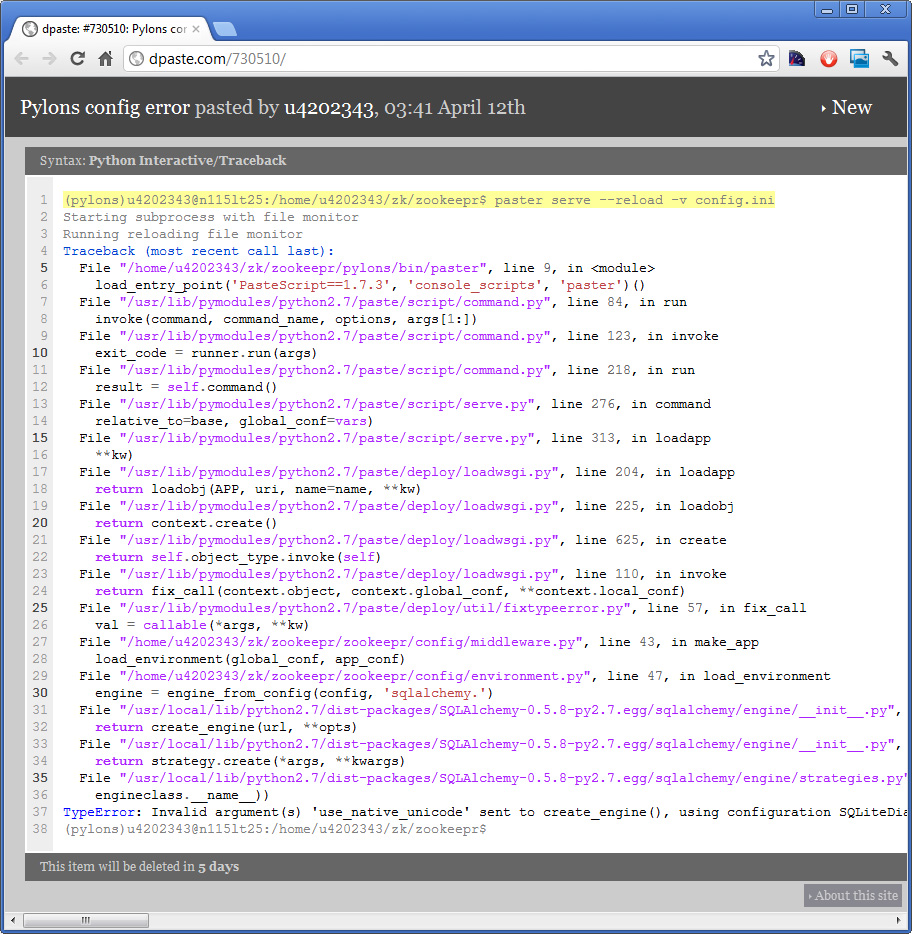 dpaste: #730510: Pylons cor
dpaste.com/730510/
Pylons config error pasted by u4202343, 03:41 April 12th
New
Syntax: Python Interactive/Traceback
1 (pylons)u4202343@n115lt25:/home/u4202343/zk/zookeepr$ paster serve --reload -v config.ini
2 Starting subprocess with file monitor
3 Running reloading file monitor
4 Traceback (most recent call last):
5 File "/home/u4202343/zk/zookeepr/pylons/bin/paster", line 9, in <module>
6 load_entry_point('PasteScript==1.7.3', 'console_scripts', 'paster')()
7 File "/usr/lib/pymodules/python2.7/paste/script/command.py", line 84, in run
8 invoke(command, command_name, options, args[1:])
9 File "/usr/lib/pymodules/python2.7/paste/script/command.py", line 123, in invoke
10 exit_code = runner.run(args)
11 File "/usr/lib/pymodules/python2.7/paste/script/command.py", line 218, in run
12 result = self.command()
13 File "/usr/lib/pymodules/python2.7/paste/script/serve.py", line 276, in command
14 relative_to=base, global_conf=vars)
15 File "/usr/lib/pymodules/python2.7/paste/script/serve.py", line 313, in loadapp
16 **kw)
17 File "/usr/lib/pymodules/python2.7/paste/deploy/loadwsgi.py", line 204, in loadapp
18 return loadobj(APP, uri, name=name, **kw)
19 File "/usr/lib/pymodules/python2.7/paste/deploy/loadwsgi.py", line 225, in loadobj
20 return context.create()
21 File "/usr/lib/pymodules/python2.7/paste/deploy/loadwsgi.py", line 625, in create
22 return self.object_type.invoke(self)
23 File "/usr/lib/pymodules/python2.7/paste/deploy/loadwsgi.py", line 110, in invoke
24 return fix_call(context.object, context.global_conf, **context.local_conf)
25 File "/usr/lib/pymodules/python2.7/paste/deploy/util/fixtypeerror.py", line 57, in fix_call
26 val = callable(*args, **kw)
27 File "/home/u4202343/zk/zookeepr/zookeepr/config/middleware.py", line 43, in make_app
28 load_environment(global_conf, app_conf)
29 File "/home/u4202343/zk/zookeepr/zookeepr/config/environment.py", line 47, in load_environment
30 engine = engine_from_config(config, 'sqlalchemy.')
31 File "/usr/local/lib/python2.7/dist-packages/SQLAlchemy-0.5.8-py2.7.egg/sqlalchemy/engine/__init__.py",
32 return create_engine(url, **opts)
33 File "/usr/local/lib/python2.7/dist-packages/SQLAlchemy-0.5.8-py2.7.egg/sqlalchemy/engine/__init__.py",
34 return strategy.create(*args, **kwargs)
35 File "/usr/local/lib/python2.7/dist-packages/SQLAlchemy-0.5.8-py2.7.egg/sqlalchemy/engine/strategies.py"
36 engineclass.__name__))
37 TypeError: Invalid argument(s) 'use_native_unicode' sent to create_engine(), using configuration SQLiteDia
38 (pylons)u4202343@n115lt25:/home/u4202343/zk/zookeepr$
This item will be deleted in 5 days
About this site